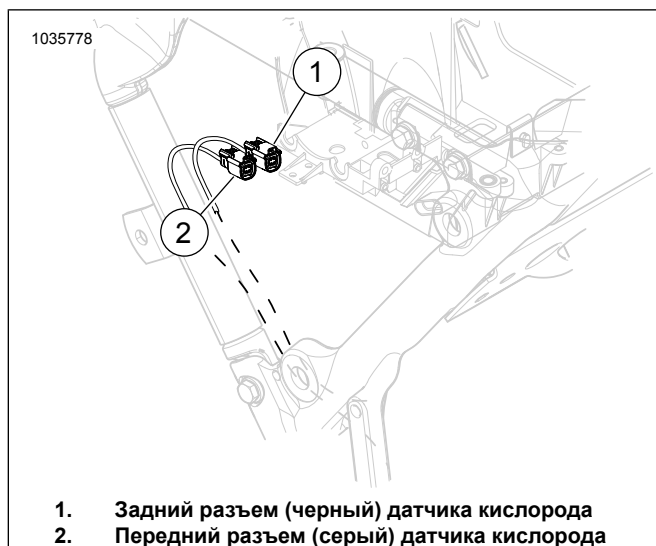 1035778
1
2
1. Задний разъем (черный) датчика кислорода
2. Передний разъем (серый) датчика кислорода